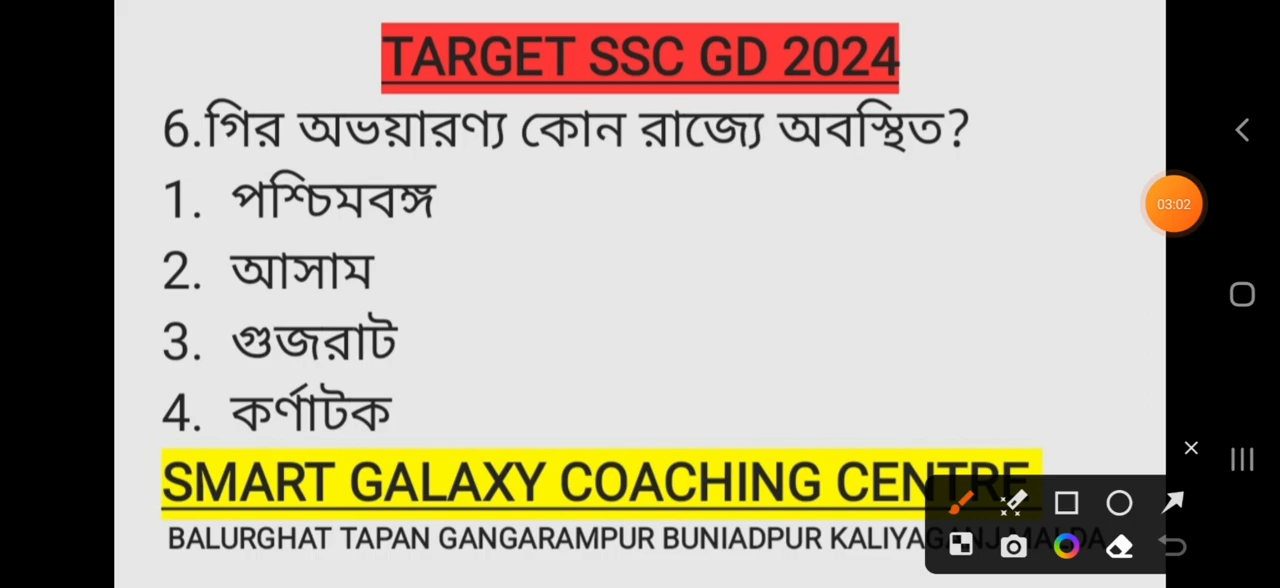 TARGET SSC GD 2024
6.গির অভয়ারণ্য কোন রাজ্যে অবস্থিত?
1. পশ্চিমবঙ্গ
2. আসাম
3. গুজরাট
4. কর্ণাটক
03:02
SMART GALAXY COACHING CENTRE
BALURGHAT TAPAN GANGARAMPUR BUNIADPUR KALIYAGANJ MALDA